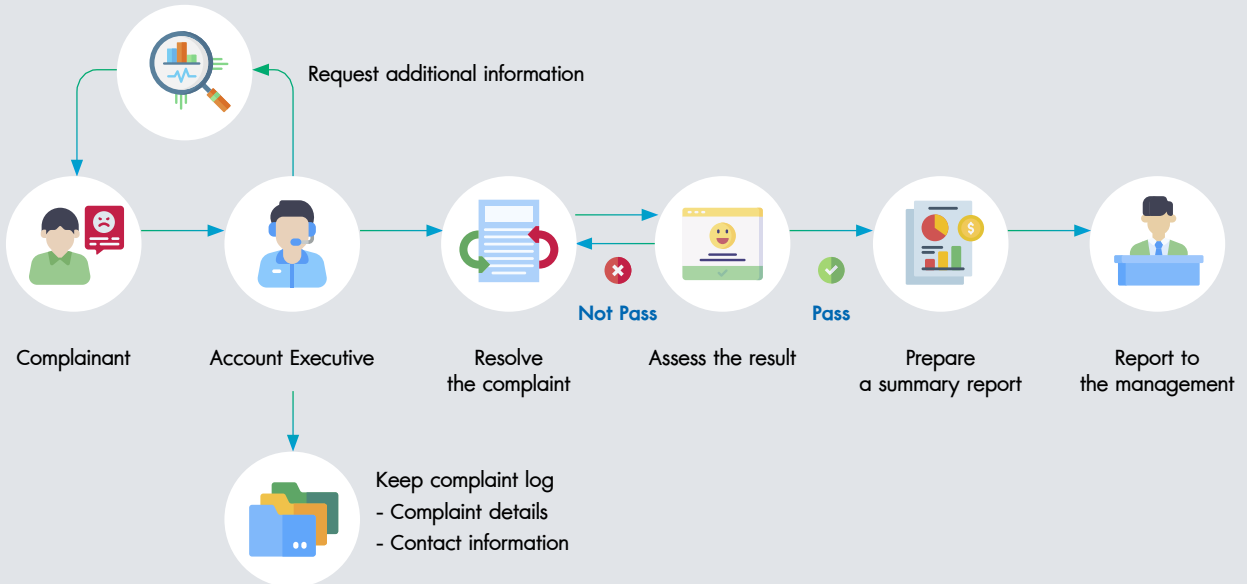 Request additional information
Not Pass
Pass
Complainant
Account Executive
Resolve
the complaint
Assess the result
Prepare
a summary report
Report to
the management
Keep complaint log
- Complaint details
- Contact information
$